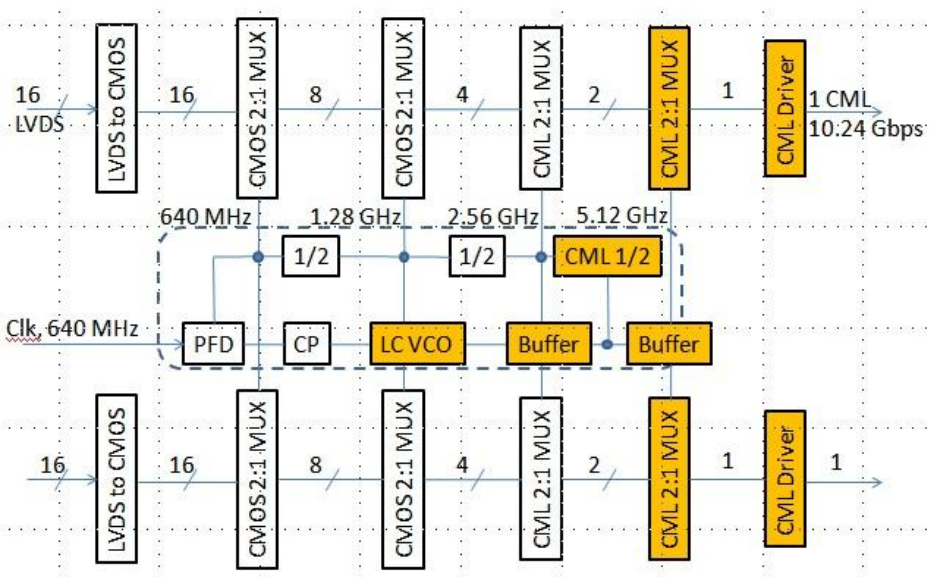 16
LVDS
LVDS to CMOS
16
CMOS 2:1 MUX
8
CMOS 2:1 MUX
4
CML 2:1 MUX
2
CML 2:1 MUX
1
CML Driver
1 CML
10.24 Gbps
640 MHz
1.28 GHz
2.56 GHz
5.12 GHz
1/2
1/2
CML 1/2
Clk, 640 MHz
PFD
CP
LC VCO
Buffer
Buffer
16
LVDS to CMOS
16
CMOS 2:1 MUX
8
CMOS 2:1 MUX
4
CML 2:1 MUX
2
CML 2:1 MUX
1
CML Driver
1